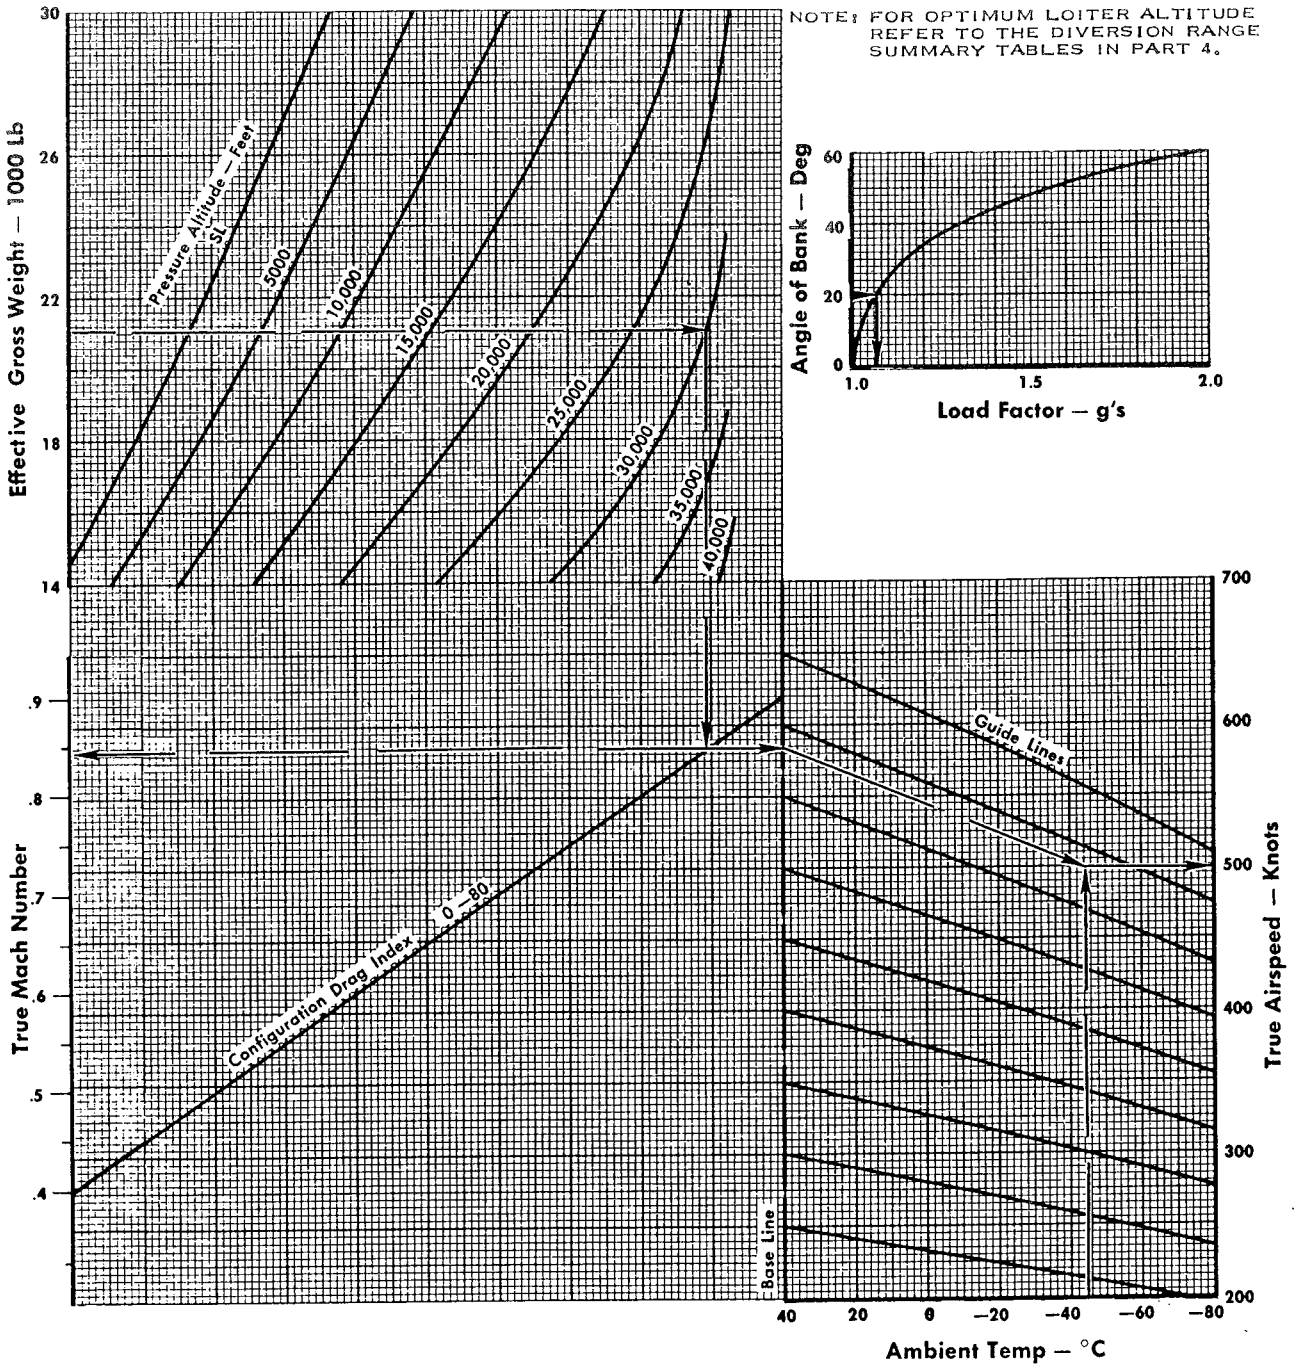 NOTE: FOR OPTIMUM LOITER ALTITUDE
REFER TO THE DIVERSION RANGE
SUMMARY TABLES IN PART 4.
30
26
22
18
14
Effective Gross Weight — 1000 Lb
Pressure Altitude — Feet
SL
5000
10,000
15,000
20,000
25,000
30,000
35,000
40,000
Angle of Bank — Deg
60
40
20
0
1.0
1.5
2.0
Load Factor — g's
.9
.8
.7
.6
.5
.4
True Mach Number
Configuration Drag Index
0 —80
Guide Lines
Base Line
700
600
500
400
300
200
True Airspeed — Knots
40
20
0
—20
—40
—60
—80
Ambient Temp — °C